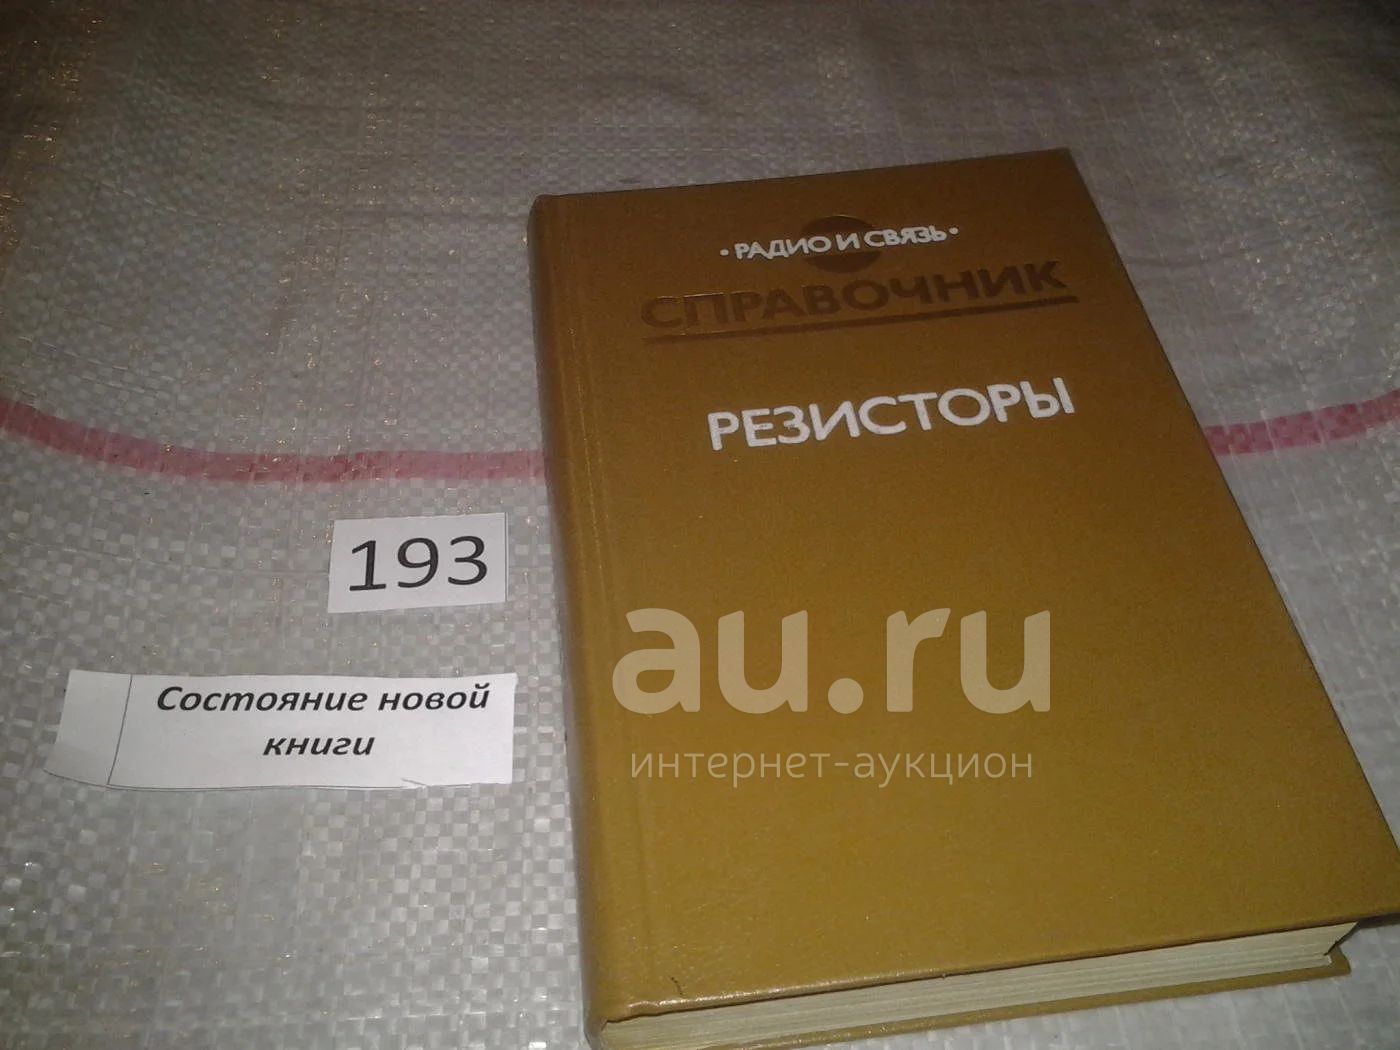 • РАДИО И СВЯЗЬ •
СПРАВОЧНИК
РЕЗИСТОРЫ
193
Состояние новой
книги
au.ru
интернет-аукцион